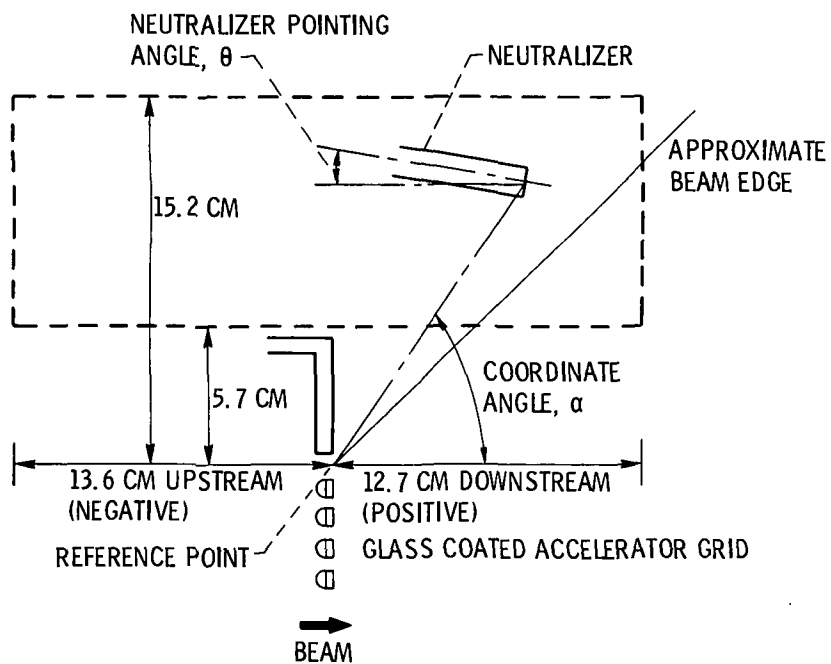 NEUTRALIZER POINTING
ANGLE, θ
NEUTRALIZER
APPROXIMATE
BEAM EDGE
15.2 CM
5.7 CM
COORDINATE
ANGLE, α
13.6 CM UPSTREAM
(NEGATIVE)
12.7 CM DOWNSTREAM
(POSITIVE)
REFERENCE POINT
GLASS COATED ACCELERATOR GRID
BEAM